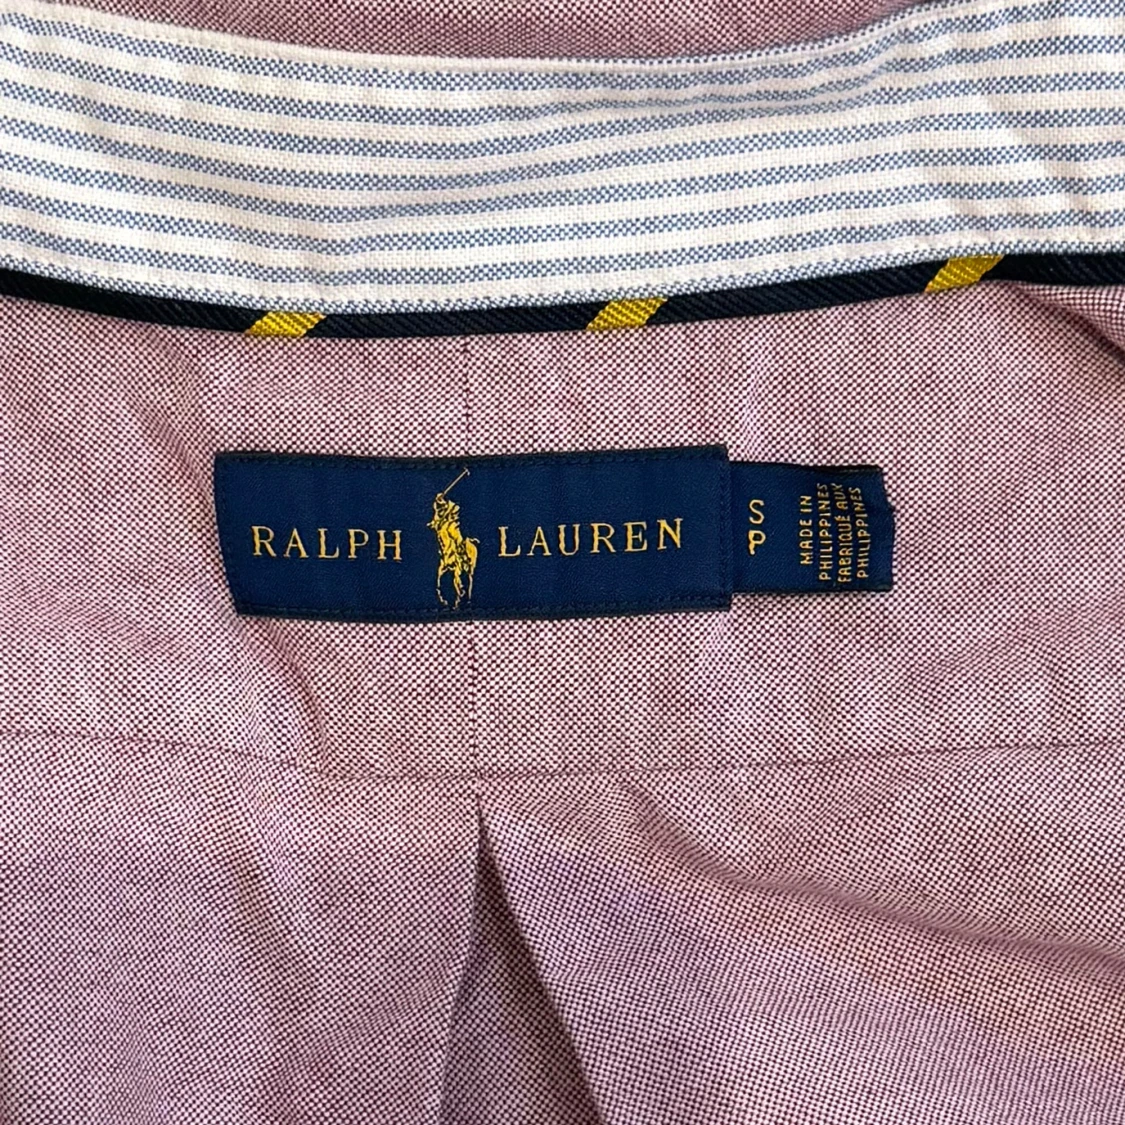 RALPH LAUREN
S
P
MADE IN
PHILIPPINES
FABRIQUÉ AUX
PHILIPPINES